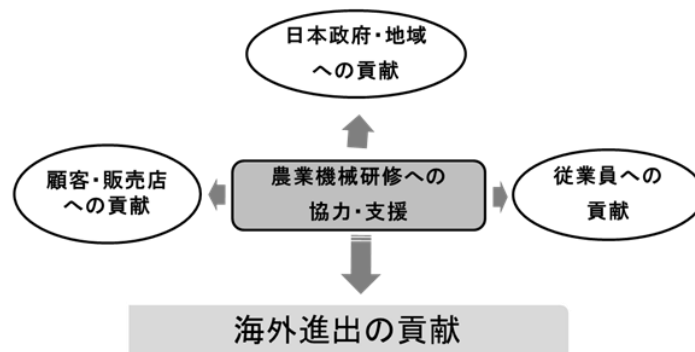 日本政府・地域
への貢献
顧客・販売店
への貢献
農業機械研修への
協力・支援
従業員への
貢献
海外進出の貢献